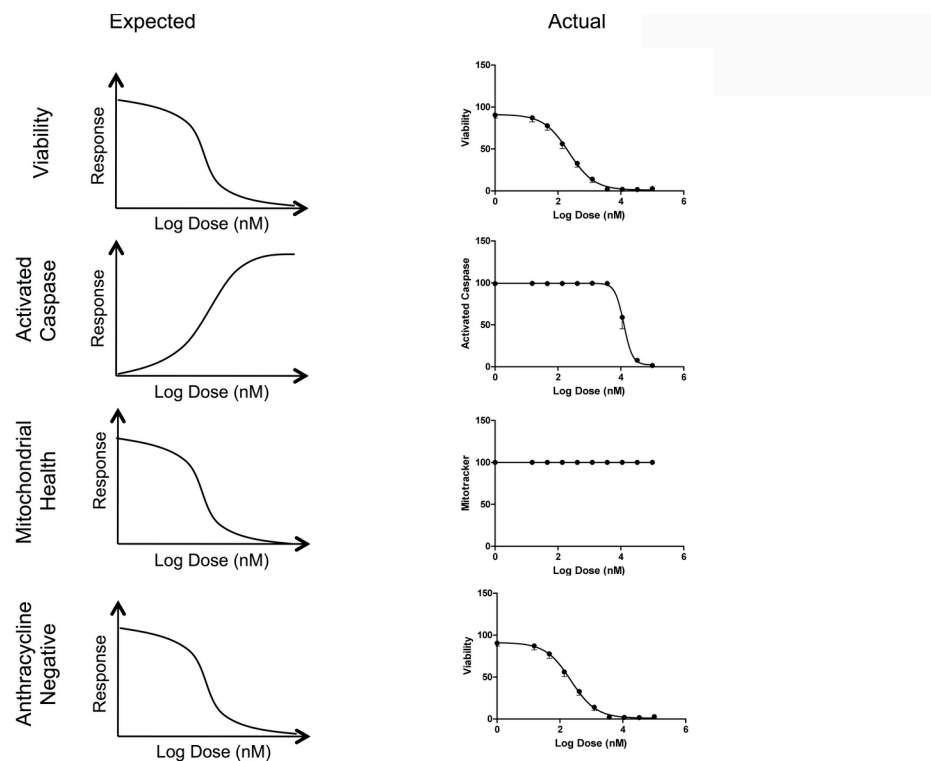 Expected
Actual
Viability
Response
Log Dose (nM)
150
100
50
0
Viability
0 2 4 6
Log Dose (nM)
Activated
Caspase
Response
Log Dose (nM)
150
100
50
0
Activated Caspase
0 2 4 6
Log Dose (nM)
Mitochondrial
Health
Response
Log Dose (nM)
150
100
50
0
Mitotracker
0 2 4 6
Log Dose (nM)
Anthracycline
Negative
Response
Log Dose (nM)
150
100
50
0
Viability
0 2 4 6
Log Dose (nM)